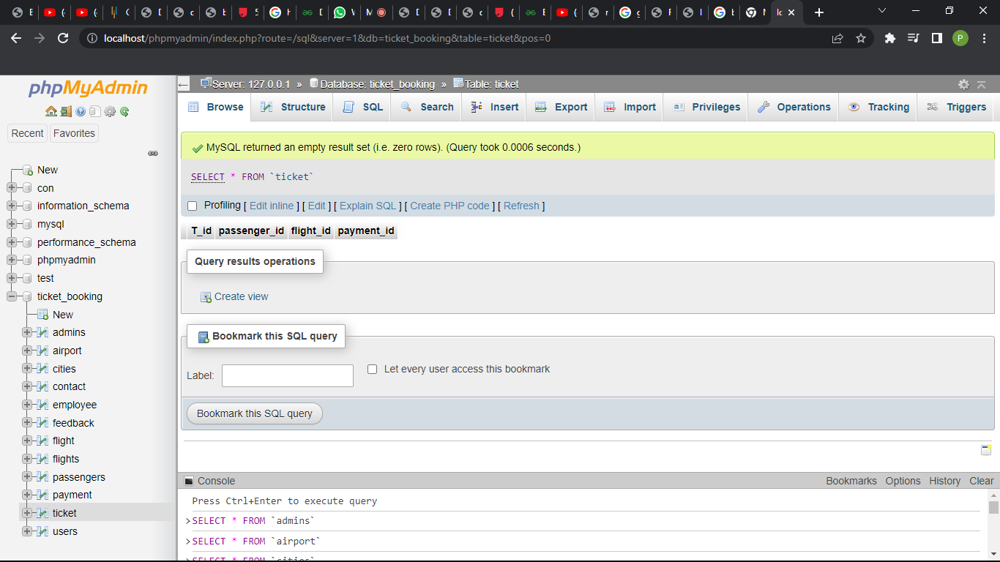 localhost/phpmyadmin/index.php?route=/sql&server=1&db=ticket_booking&table=ticket&pos=0
P
phpMyAdmin
Recent Favorites
New
con
information_schema
mysql
performance_schema
phpmyadmin
test
ticket_booking
New
admins
airport
cities
contact
employee
feedback
flight
flights
passengers
payment
ticket
users
Server: 127.0.0.1 » Database: ticket_booking » Table: ticket
Browse Structure SQL Search Insert Export Import Privileges Operations Tracking Triggers
MySQL returned an empty result set (i.e. zero rows). (Query took 0.0006 seconds.)
SELECT * FROM `ticket`
Profiling [ Edit inline ] [ Edit ] [ Explain SQL ] [ Create PHP code ] [ Refresh ]
T_id passenger_id flight_id payment_id
Query results operations
Create view
Bookmark this SQL query
Label: Let every user access this bookmark
Bookmark this SQL query
Console Bookmarks Options History Clear
Press Ctrl+Enter to execute query
>SELECT * FROM `admins`
>SELECT * FROM `airport`
>SELECT * FROM `cities`